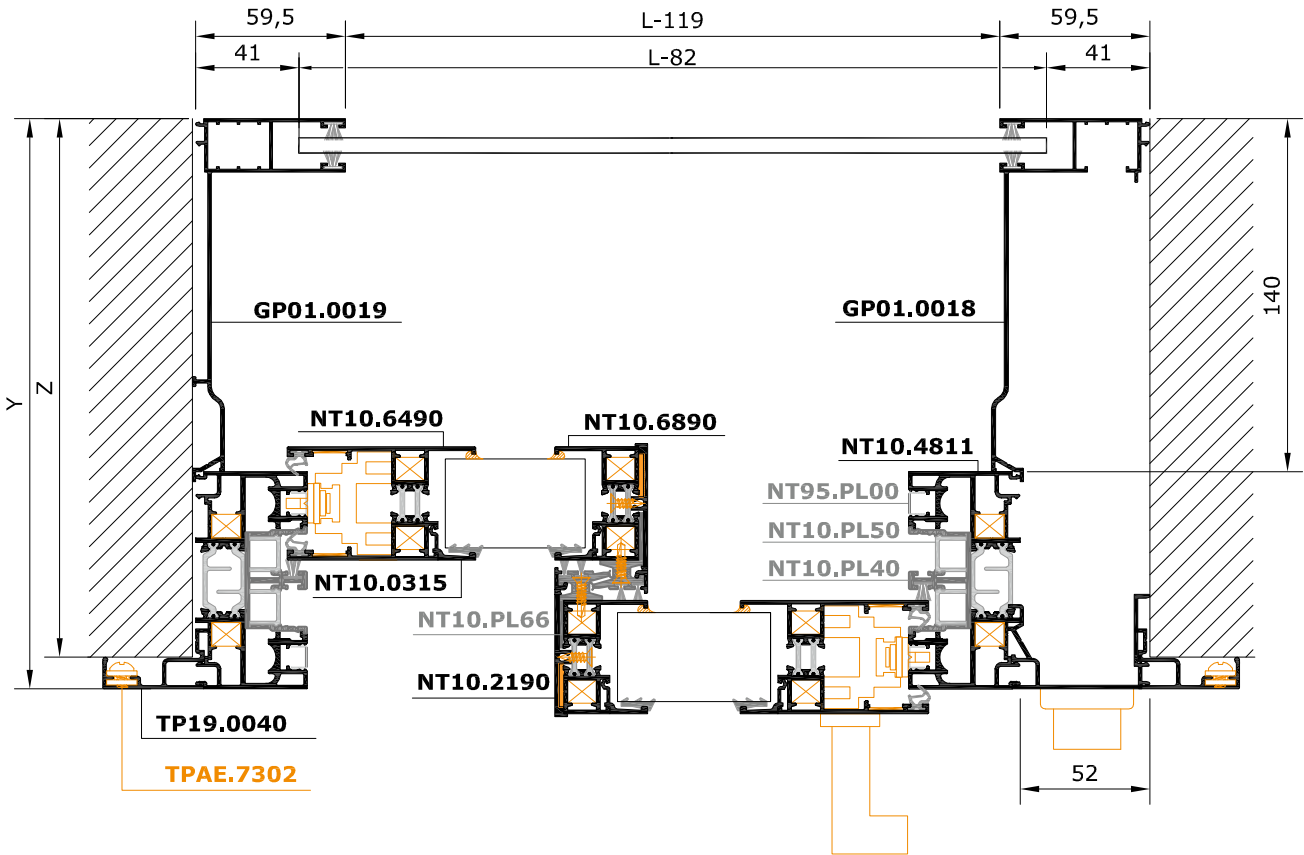 59,5
L-119
59,5
41
L-82
41
GP01.0019
GP01.0018
140
Y
Z
NT10.6490
NT10.6890
NT10.4811
NT95.PL00
NT10.PL50
NT10.PL40
NT10.0315
NT10.PL66
NT10.2190
TP19.0040
TPAE.7302
52